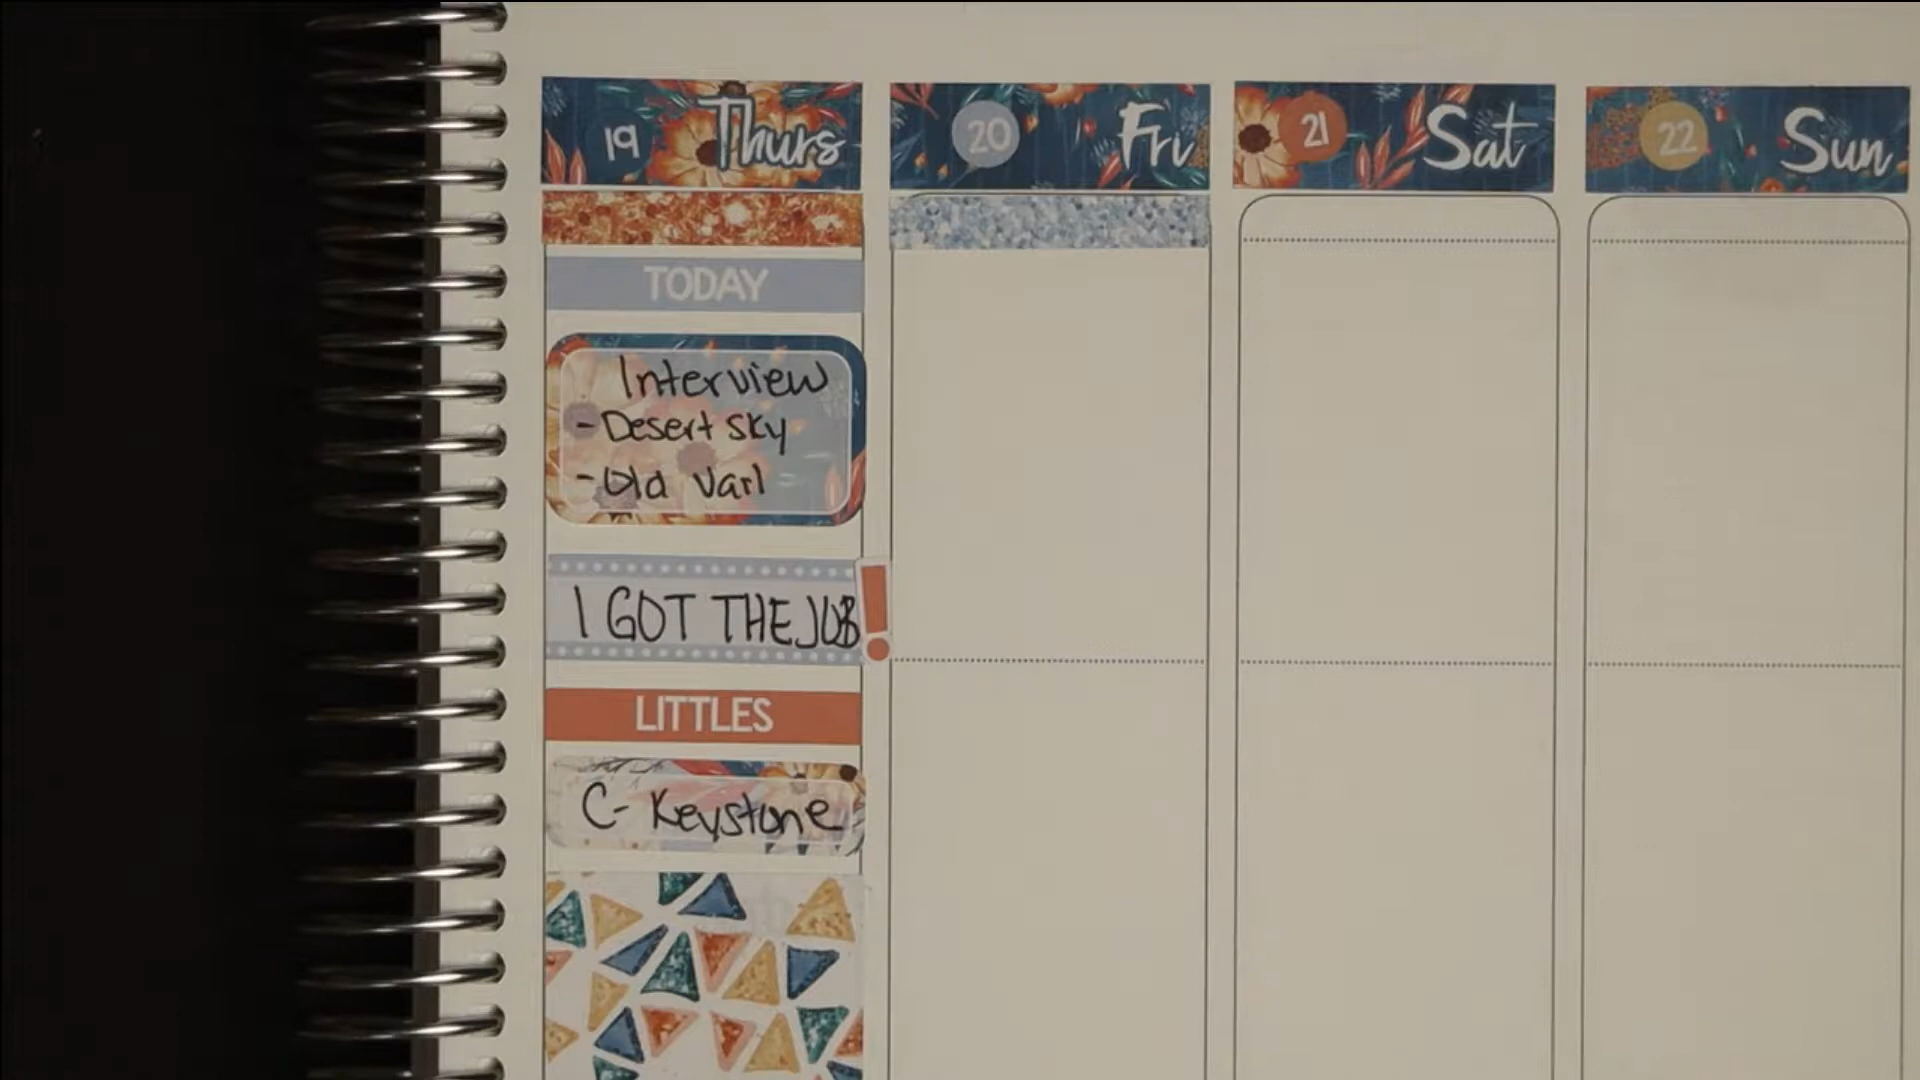 19 Thurs
20 Fri
21 Sat
22 Sun
TODAY
Interview
- Desert Sky
- Old Vail
I GOT THE JOB!
LITTLES
C- Keystone